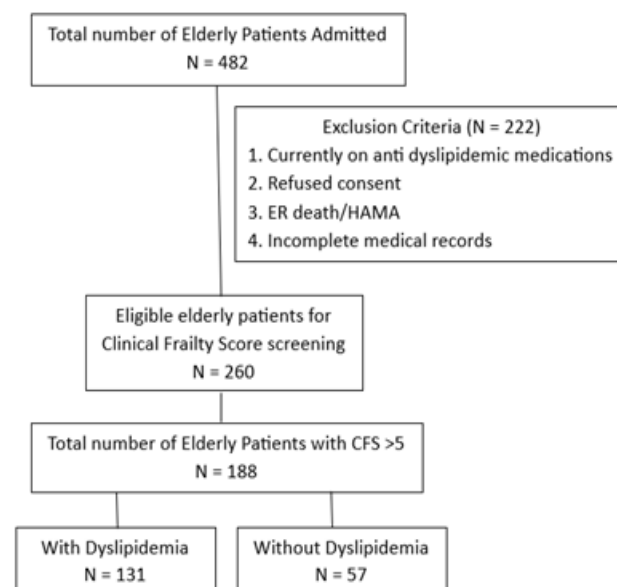 Total number of Elderly Patients Admitted
N = 482
Exclusion Criteria (N = 222)
1. Currently on anti dyslipidemic medications
2. Refused consent
3. ER death/HAMA
4. Incomplete medical records
Eligible elderly patients for
Clinical Frailty Score screening
N = 260
Total number of Elderly Patients with CFS >5
N = 188
With Dyslipidemia
N = 131
Without Dyslipidemia
N = 57